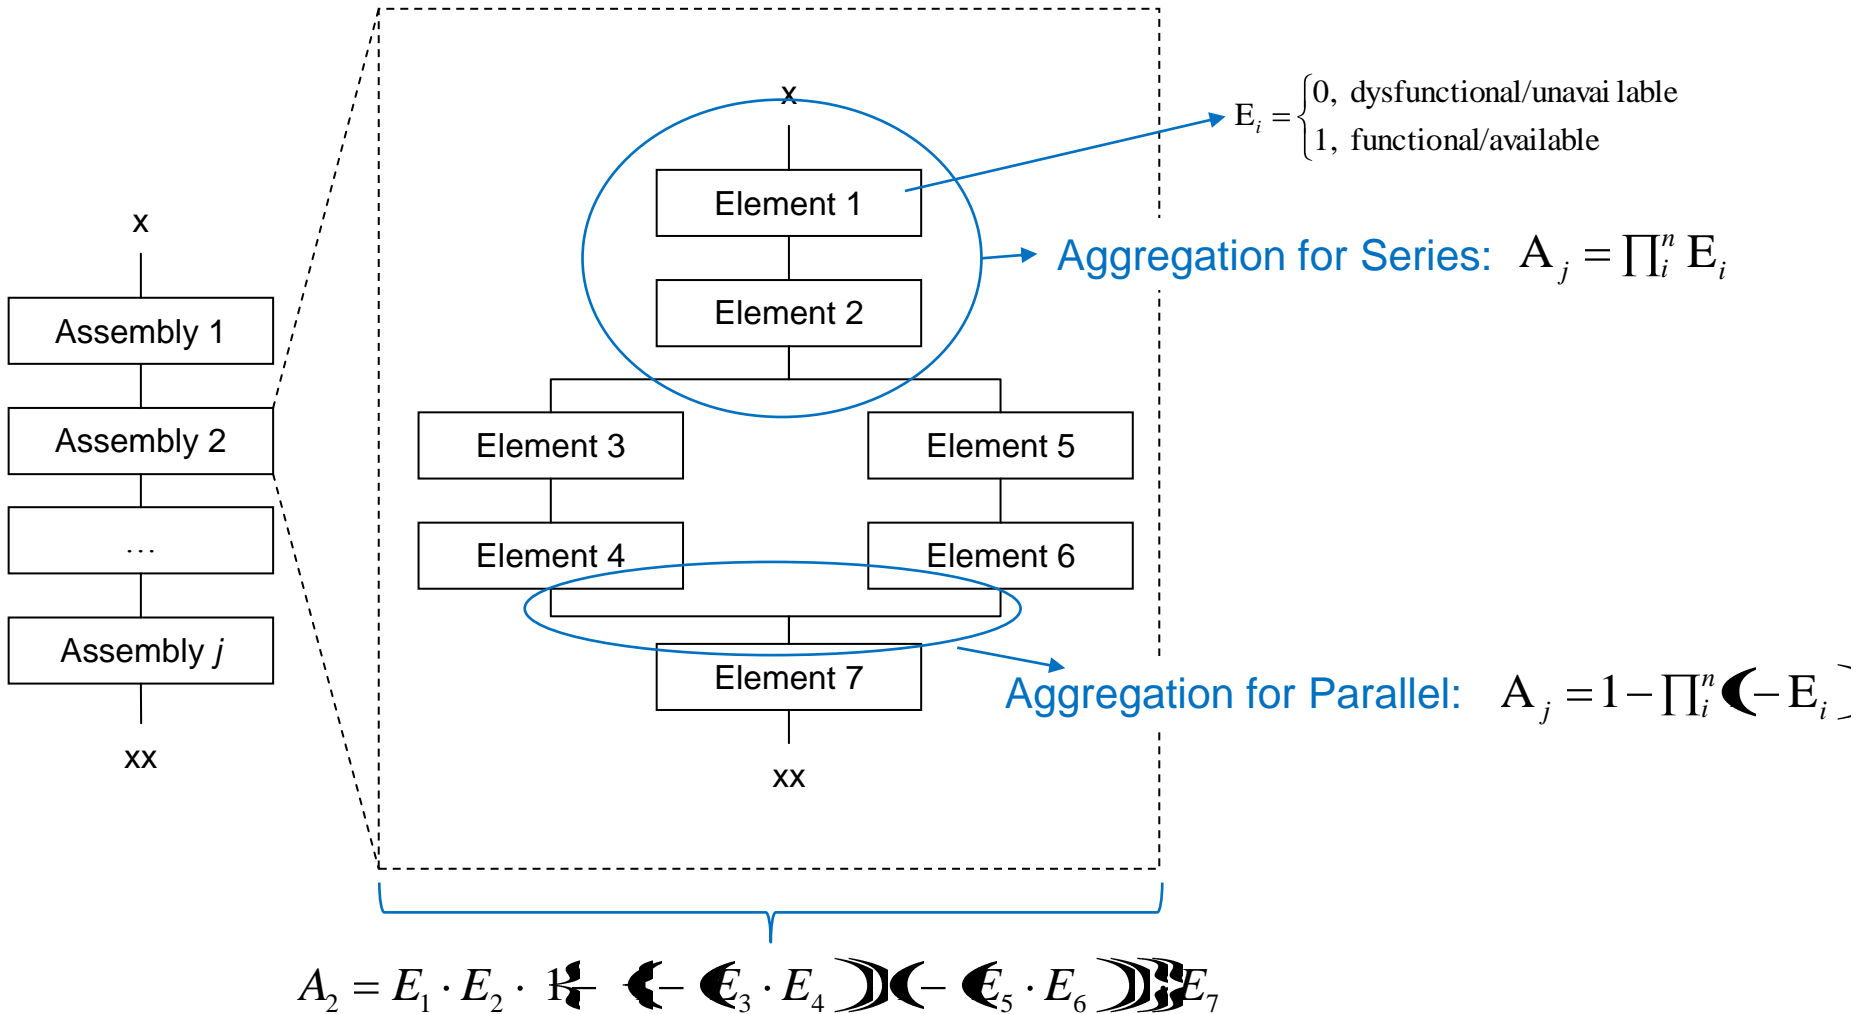 x
E_i = {0, dysfunctional/unavai lable
1, functional/available
Element 1
x
Aggregation for Series: A_j = ∏_i^n E_i
Element 2
Assembly 1
Assembly 2
Element 3
Element 5
…
Element 4
Element 6
Assembly j
Element 7
Aggregation for Parallel: A_j = 1 − ∏_i^n (− E_i)
xx
xx
A_2 = E_1 · E_2 · 1 − − E_3 · E_4 − E_5 · E_6 E_7